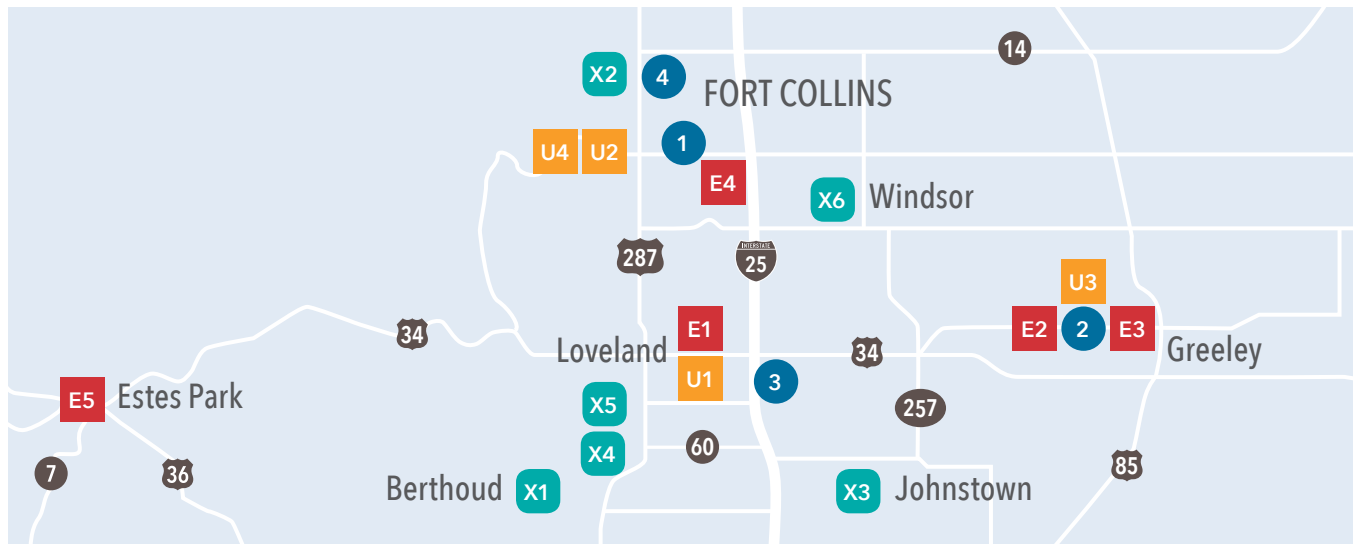 14
X2
4
FORT COLLINS
1
U4
U2
E4
X6
Windsor
287
INTERSTATE
25
U3
34
E1
E2
2
E3
Loveland
34
Greeley
U1
3
E5
Estes Park
X5
257
X4
60
7
36
85
Berthoud
X1
X3
Johnstown